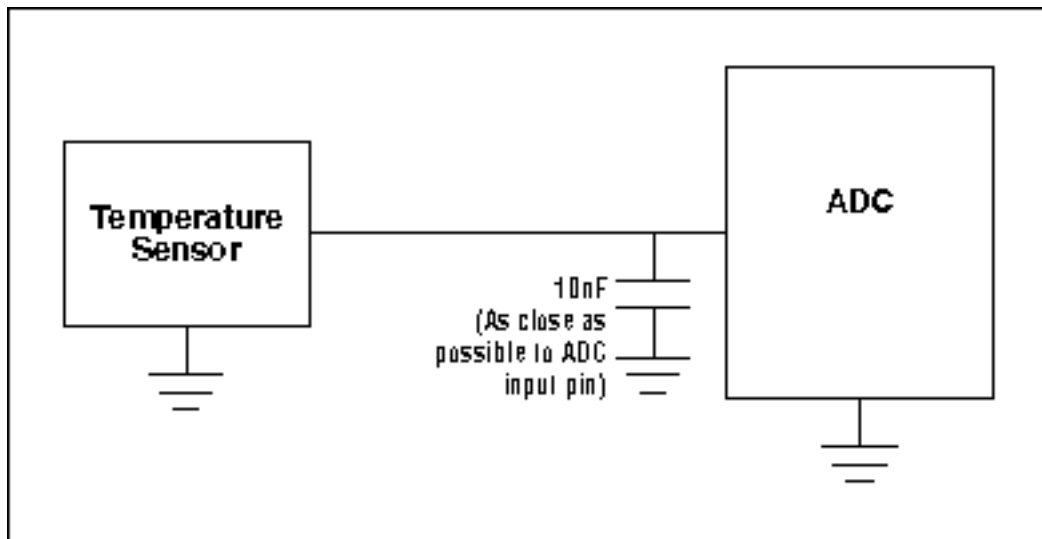 Temperature
Sensor
10nF
(As close as
possible to ADC
input pin)
ADC